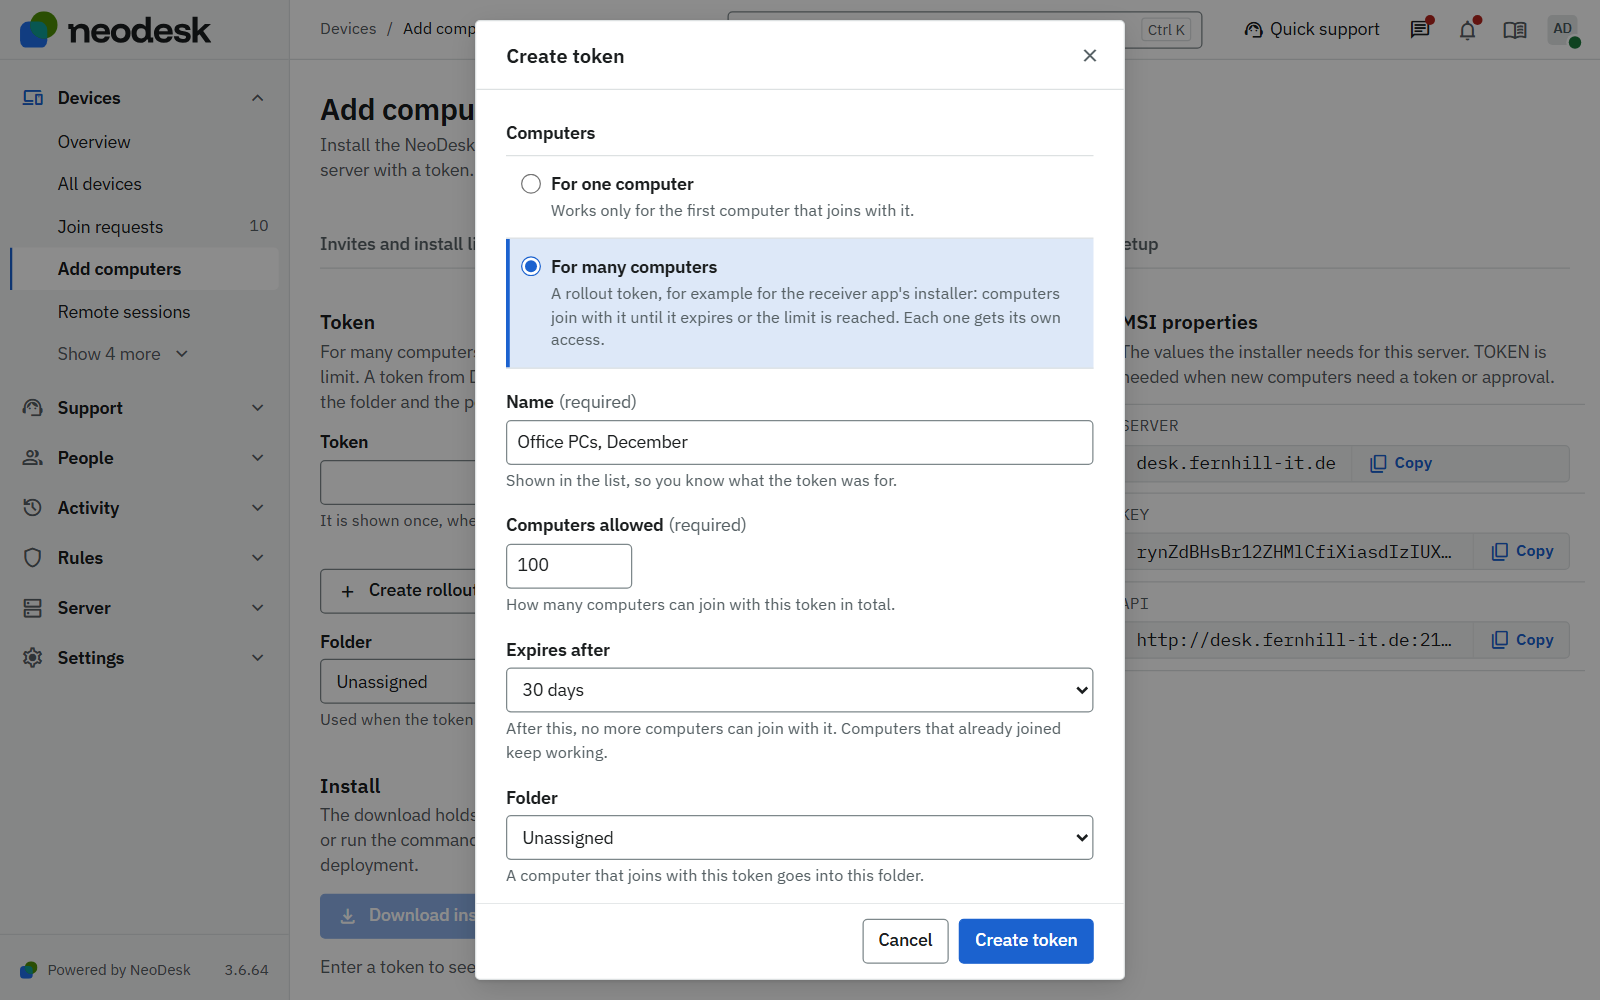 neodesk
Devices / Add comp
Ctrl K
Quick support
AD
Devices
Overview
All devices
Join requests 10
Add computers
Remote sessions
Show 4 more
Support
People
Activity
Rules
Server
Settings
Powered by NeoDesk 3.6.64
Add compu
Install the NeoDesk
server with a token.
Invites and install li
etup
Token
For many computers
limit. A token from D
the folder and the p
Token
It is shown once, whe
Create rollout
Folder
Unassigned
Used when the token
Install
The download holds
or run the command
deployment.
Download ins
Enter a token to see
MSI properties
The values the installer needs for this server. TOKEN is
needed when new computers need a token or approval.
SERVER
desk.fernhill-it.de Copy
KEY
rynZdBHsBr12ZHMlCfiXiasdIzIUX… Copy
API
http://desk.fernhill-it.de:21… Copy
Create token
Computers
For one computer
Works only for the first computer that joins with it.
For many computers
A rollout token, for example for the receiver app's installer: computers
join with it until it expires or the limit is reached. Each one gets its own
access.
Name (required)
Office PCs, December
Shown in the list, so you know what the token was for.
Computers allowed (required)
100
How many computers can join with this token in total.
Expires after
30 days
After this, no more computers can join with it. Computers that already joined
keep working.
Folder
Unassigned
A computer that joins with this token goes into this folder.
Cancel
Create token